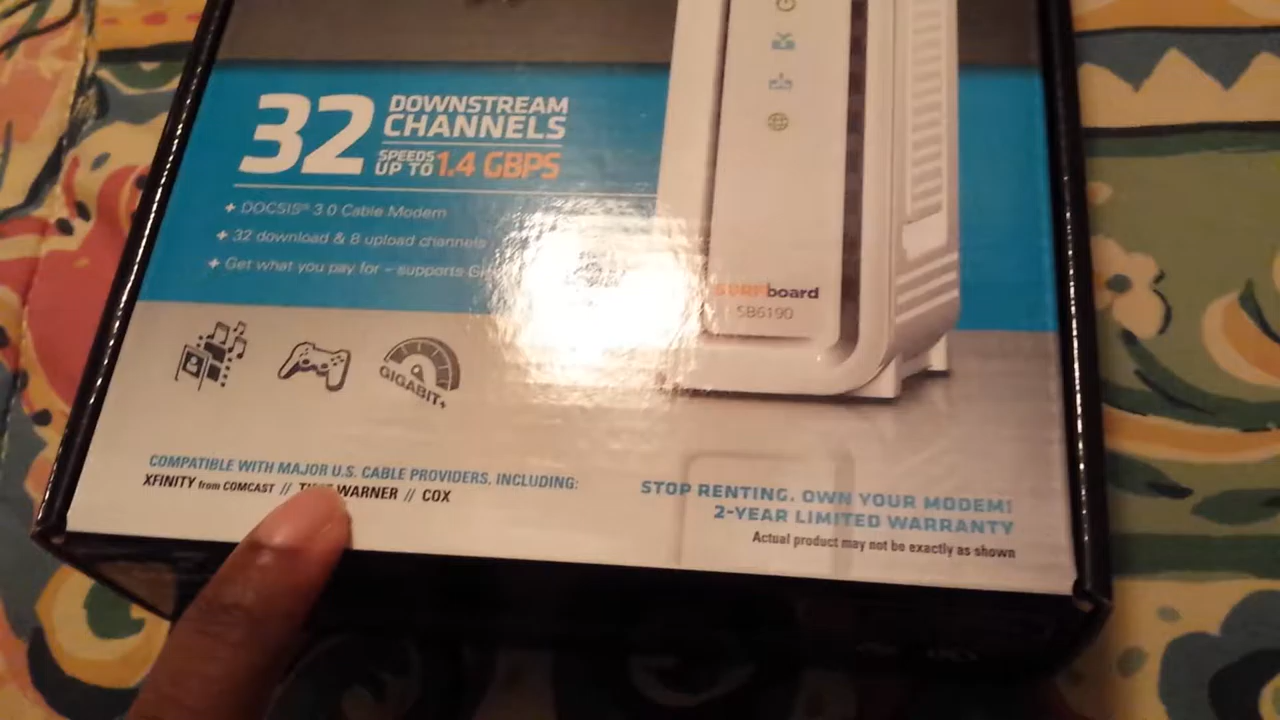 32 DOWNSTREAM
CHANNELS
SPEEDS
UP TO 1.4 GBPS
+ DOCSIS® 3.0 Cable Modem
+ 32 download & 8 upload channels
+ Get what you pay for – supports
SURFboard
SB6190
GIGABIT+
COMPATIBLE WITH MAJOR U.S. CABLE PROVIDERS, INCLUDING:
XFINITY from COMCAST // WARNER // COX
STOP RENTING. OWN YOUR MODEM!
2-YEAR LIMITED WARRANTY
Actual product may not be exactly as shown